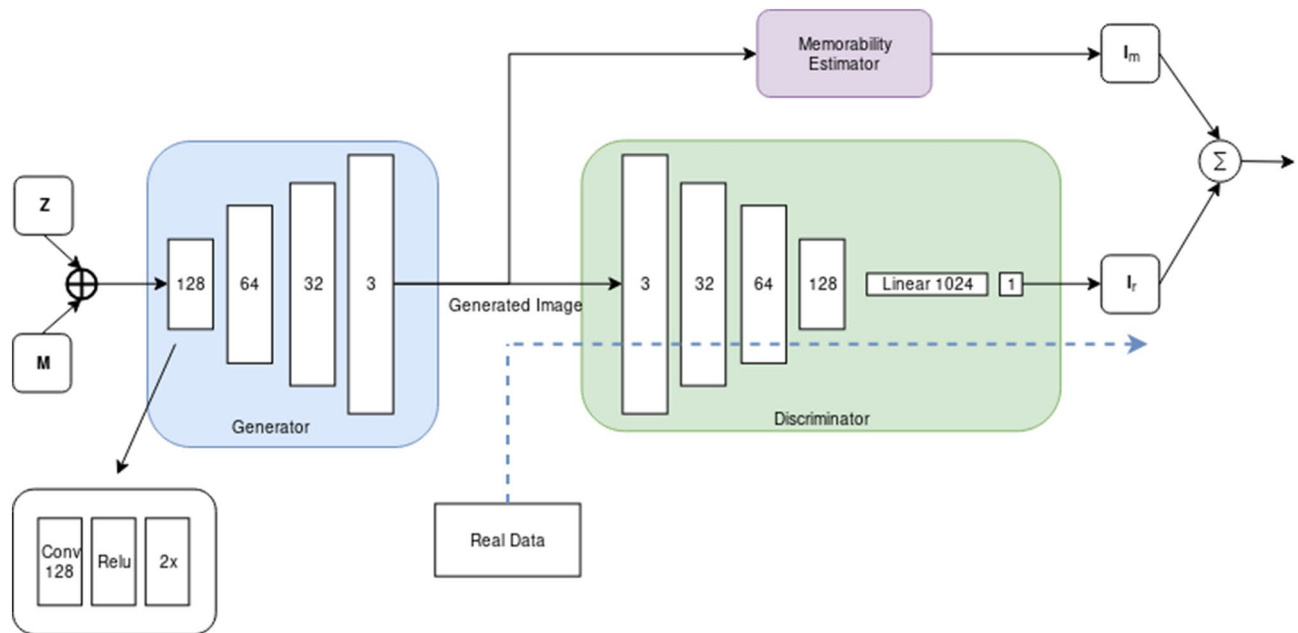 Memorability
Estimator
Iₘ
Σ
Z
M
128
64
32
3
Generated Image
Generator
3
32
64
128
Linear 1024
1
Iᵣ
Discriminator
Real Data
Conv
128
Relu
2x